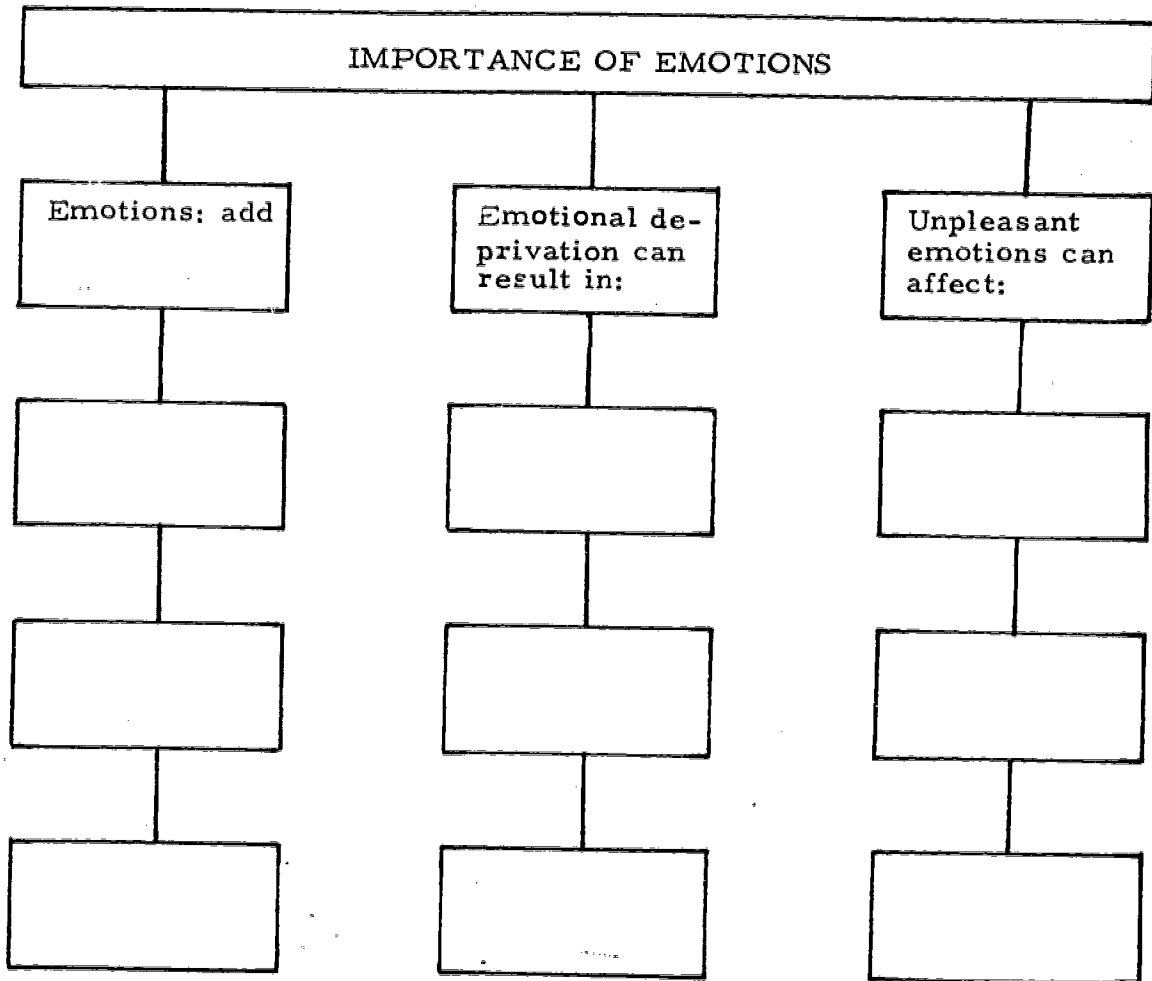 IMPORTANCE OF EMOTIONS
Emotions: add
Emotional de-
privation can
result in:
Unpleasant
emotions can
affect: